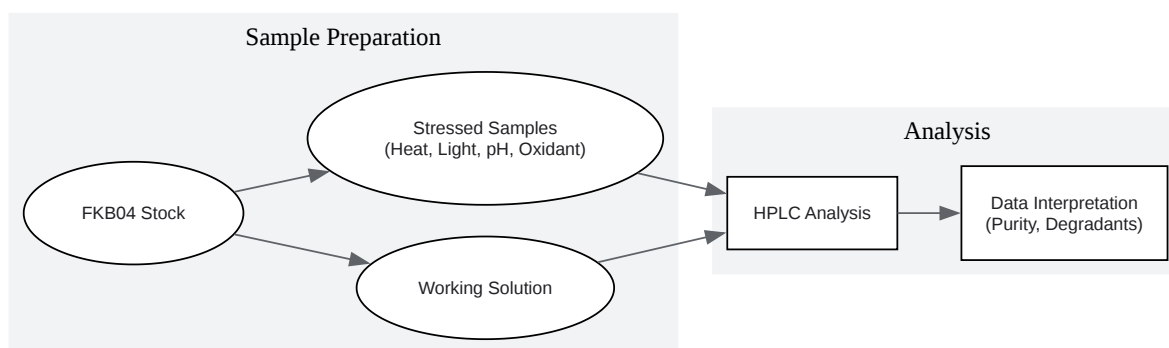 Sample Preparation
Stressed Samples
(Heat, Light, pH, Oxidant)
FKB04 Stock
Working Solution
Analysis
HPLC Analysis
Data Interpretation
(Purity, Degradants)